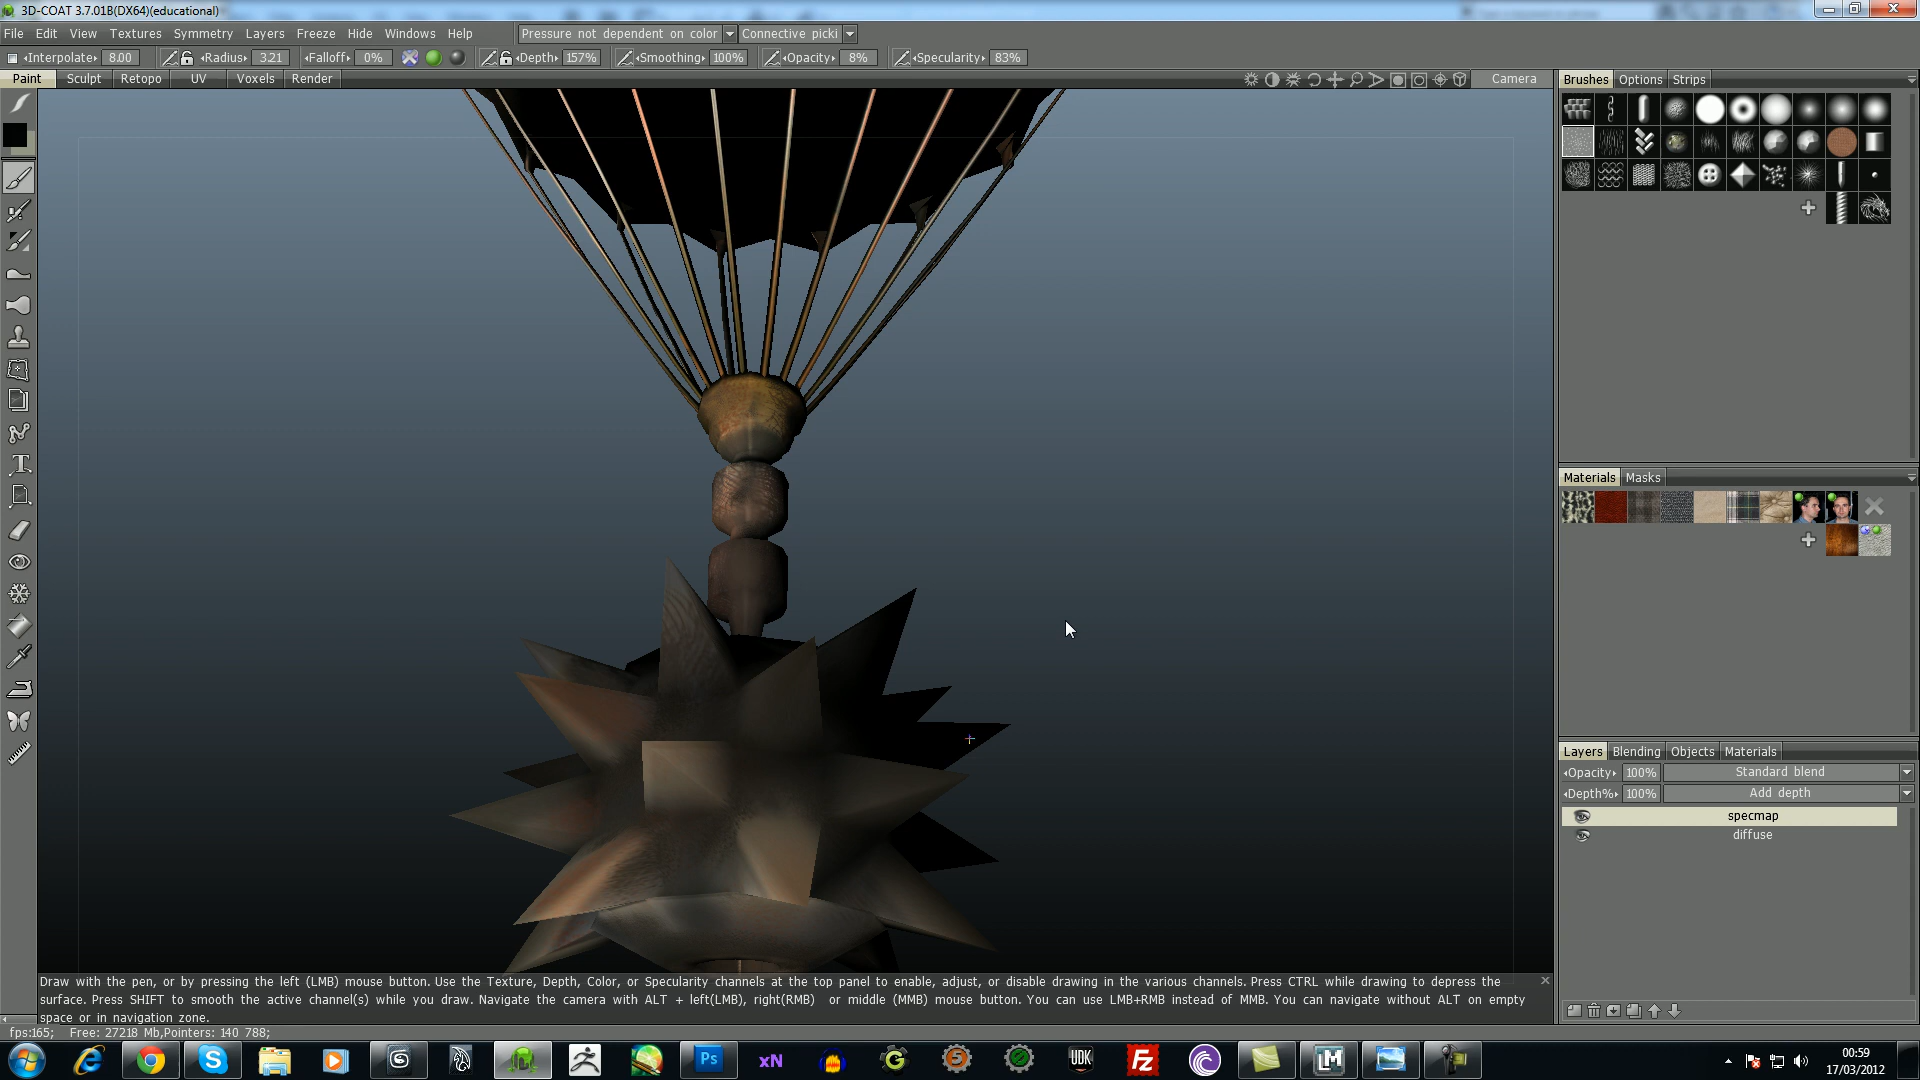 3D-COAT 3.7.01B(DX64)(educational)
File Edit View Textures Symmetry Layers Freeze Hide Windows Help Pressure not dependent on color Connective picki
Interpolate 8.00 Radius 3.21 Falloff 0% Depth 157% Smoothing 100% Opacity 8% Specularity 83%
Paint Sculpt Retopo UV Voxels Render Camera
Brushes Options Strips
Materials Masks
Layers Blending Objects Materials
Opacity 100% Standard blend
Depth% 100% Add depth
specmap
diffuse
Draw with the pen, or by pressing the left (LMB) mouse button. Use the Texture, Depth, Color, or Specularity channels at the top panel to enable, adjust, or disable drawing in the various channels. Press CTRL while drawing to depress the
surface. Press SHIFT to smooth the active channel(s) while you draw. Navigate the camera with ALT + left(LMB), right(RMB) or middle (MMB) mouse button. You can use LMB+RMB instead of MMB. You can navigate without ALT on empty
space or in navigation zone.
fps:165; Free: 27218 Mb,Pointers: 140 788;
Ps xN G 5 UDK Fz LM
00:59
17/03/2012